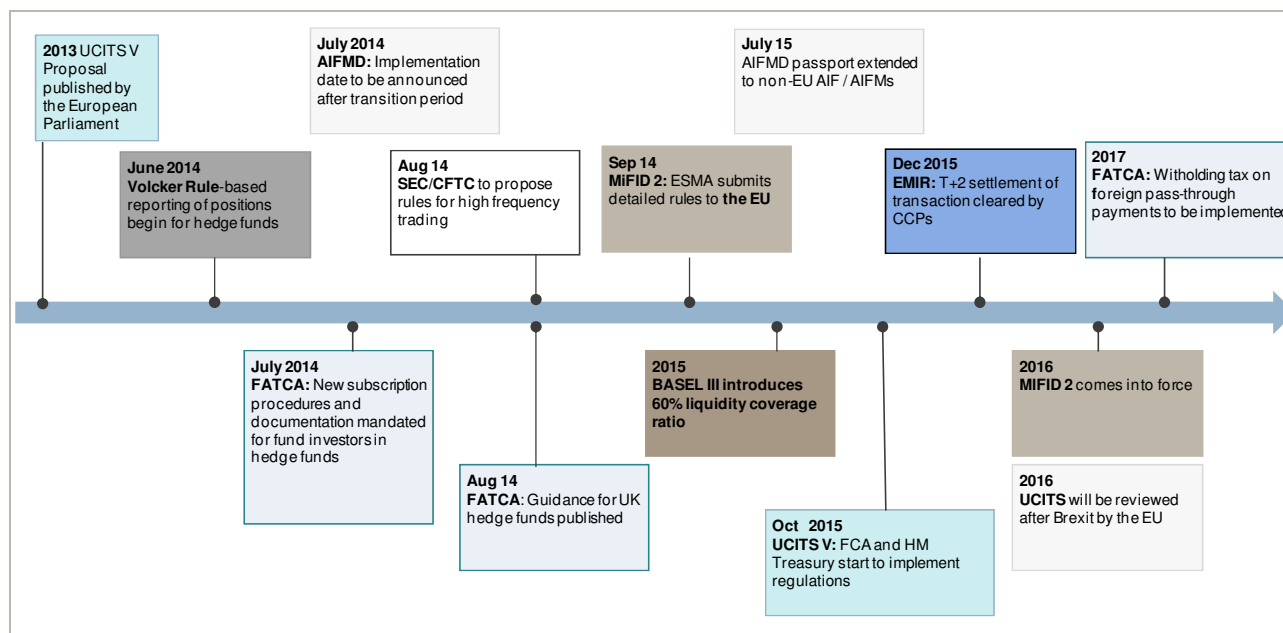 2013 UCITS V
Proposal
published by
the European
Parliament
July 2014
AIFMD: Implementation
date to be announced
after transition period
July 15
AIFMD passport extended
to non-EU AIF / AIFMs
June 2014
Volcker Rule-based
reporting of positions
begin for hedge funds
Aug 14
SEC/CFTC to propose
rules for high frequency
trading
Sep 14
MiFID 2: ESMA submits
detailed rules to the EU
Dec 2015
EMIR: T+2 settlement of
transaction cleared by
CCPs
2017
FATCA: Witholding tax on
foreign pass-through
payments to be implemented
July 2014
FATCA: New subscription
procedures and
documentation mandated
for fund investors in
hedge funds
Aug 14
FATCA: Guidance for UK
hedge funds published
2015
BASEL III introduces
60% liquidity coverage
ratio
Oct 2015
UCITS V: FCA and HM
Treasury start to implement
regulations
2016
MIFID 2 comes into force
2016
UCITS will be reviewed
after Brexit by the EU